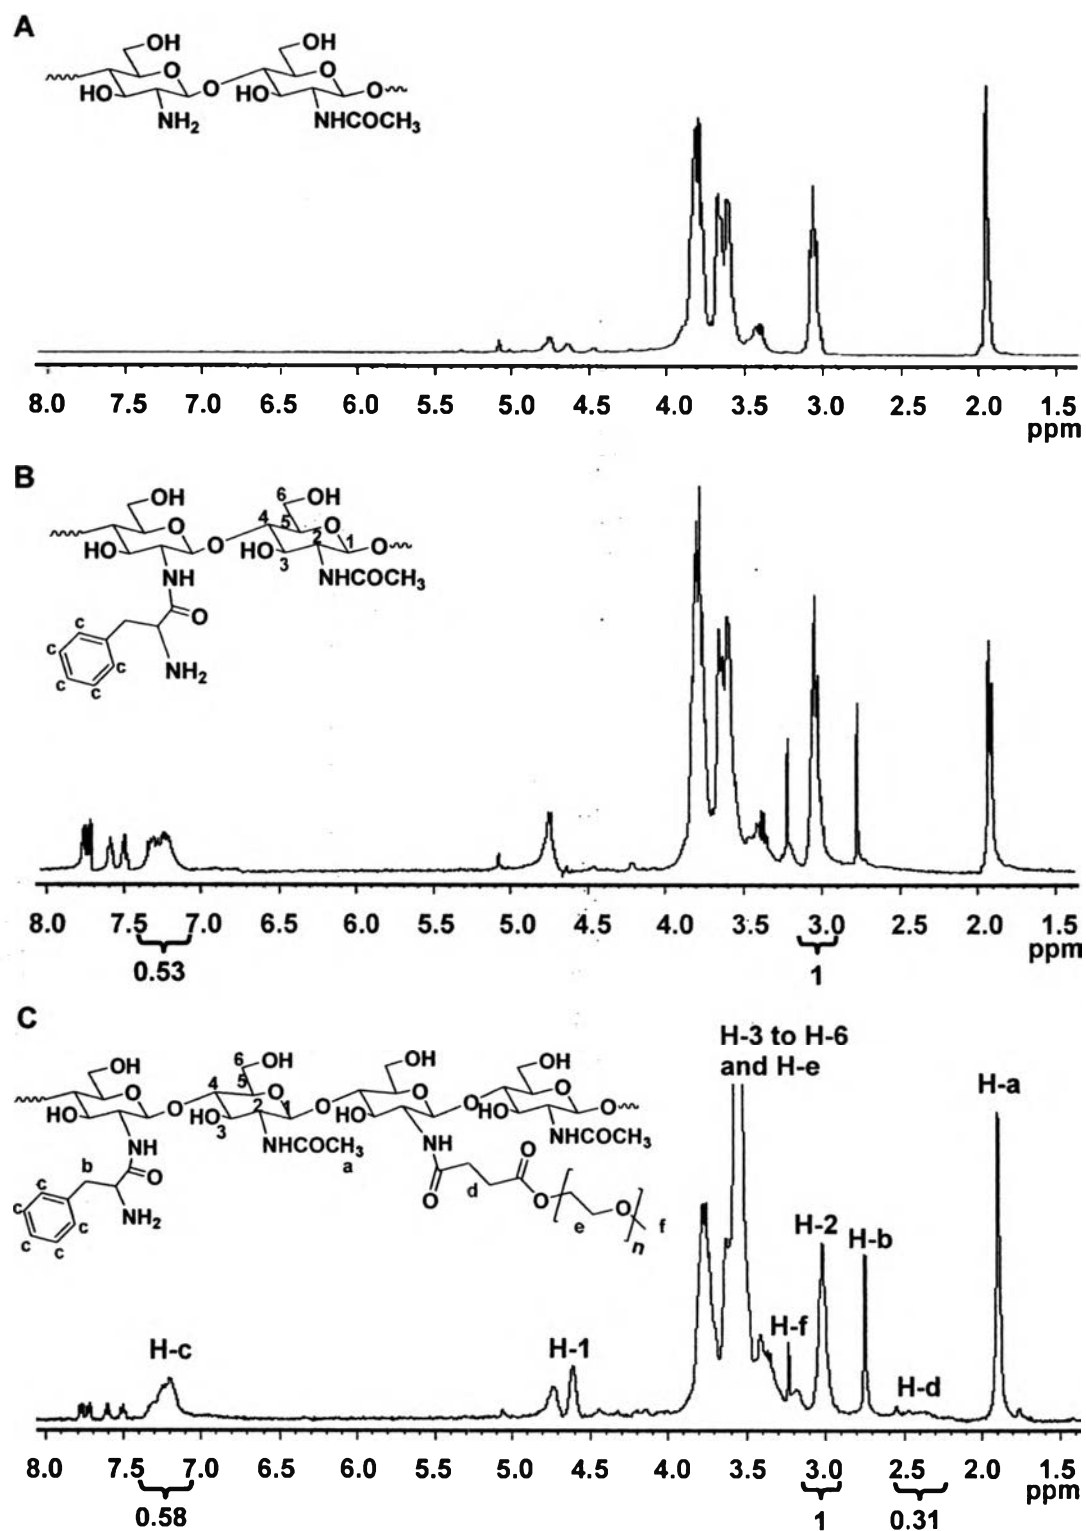 A
OH
OH
O
O
HO
O
HO
O
NH2
NHCOCH3
8.0 7.5 7.0 6.5 6.0 5.5 5.0 4.5 4.0 3.5 3.0 2.5 2.0 1.5
ppm
B
OH
6 OH
4 5 O
O
O
2 1 O
HO
HO
3
NH
NHCOCH3
O
c c
c c
c
NH2
8.0 7.5 7.0 6.5 6.0 5.5 5.0 4.5 4.0 3.5 3.0 2.5 2.0 1.5
ppm
0.53 1
C
H-3 to H-6
and H-e
OH
6 OH
OH
OH
4 5 O
O
O
O
2 O
O
O
O
HO
HO
HO
HO
3
NH
NHCOCH3
NH
NHCOCH3
a
b
O
O
O
d
O
O
e
f
n
c c
c c
c
NH2
H-a
H-2
H-b
H-f
H-c
H-1
H-d
8.0 7.5 7.0 6.5 6.0 5.5 5.0 4.5 4.0 3.5 3.0 2.5 2.0 1.5
ppm
0.58 1 0.31